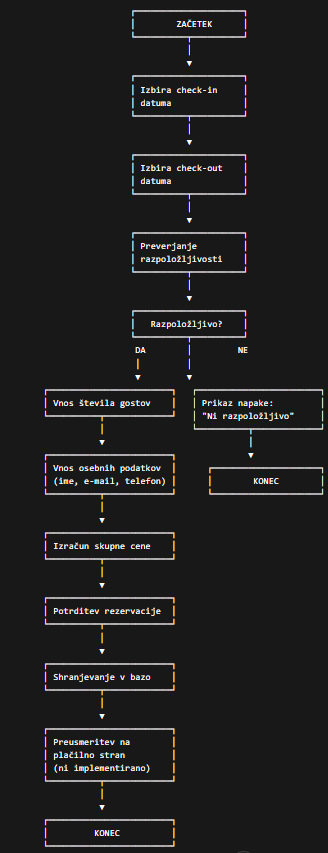 ZAČETEK
Izbira check-in
datuma
Izbira check-out
datuma
Preverjanje
razpoložljivosti
Razpoložljivo?
DA
NE
Vnos števila gostov
Prikaz napake:
"Ni razpoložljivo"
Vnos osebnih podatkov
(ime, e-mail, telefon)
KONEC
Izračun skupne cene
Potrditev rezervacije
Shranjevanje v bazo
Preusmeritev na
plačilno stran
(ni implementirano)
KONEC